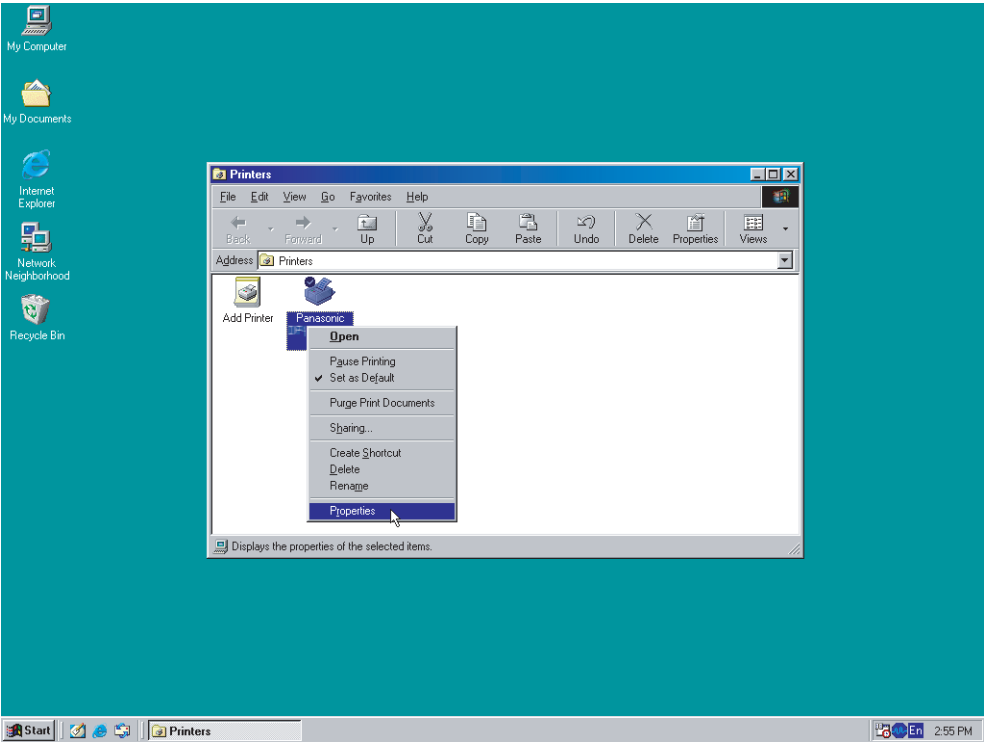 My Computer
My Documents
Internet
Explorer
Network
Neighborhood
Recycle Bin
Printers
File Edit View Go Favorites Help
Back Forward Up Cut Copy Paste Undo Delete Properties Views
Address Printers
Add Printer
Panasonic
Open
Pause Printing
Set as Default
Purge Print Documents
Sharing...
Create Shortcut
Delete
Rename
Properties
Displays the properties of the selected items.
Start Printers En 2:55 PM